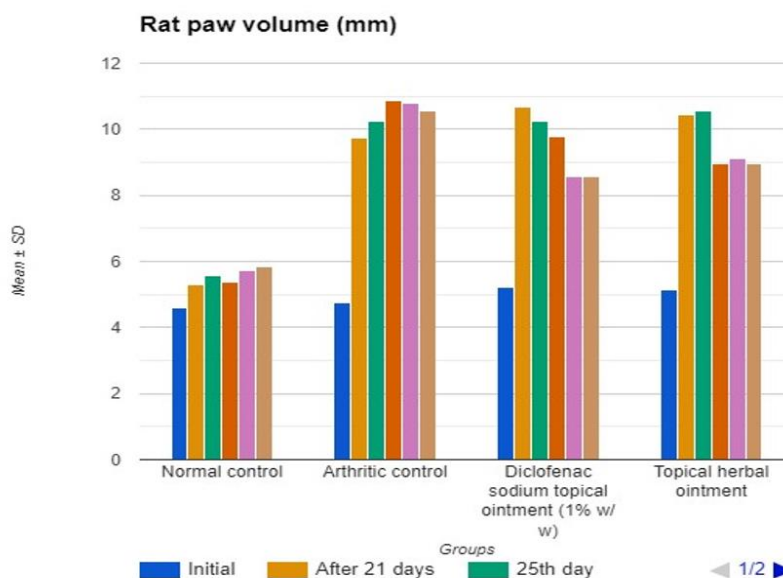 Rat paw volume (mm)
12
10
8
6
4
2
0
Mean ± SD
Normal control
Arthritic control
Diclofenac
sodium topical
ointment (1% w/
w)
Topical herbal
ointment
Groups
Initial
After 21 days
25th day
1/2